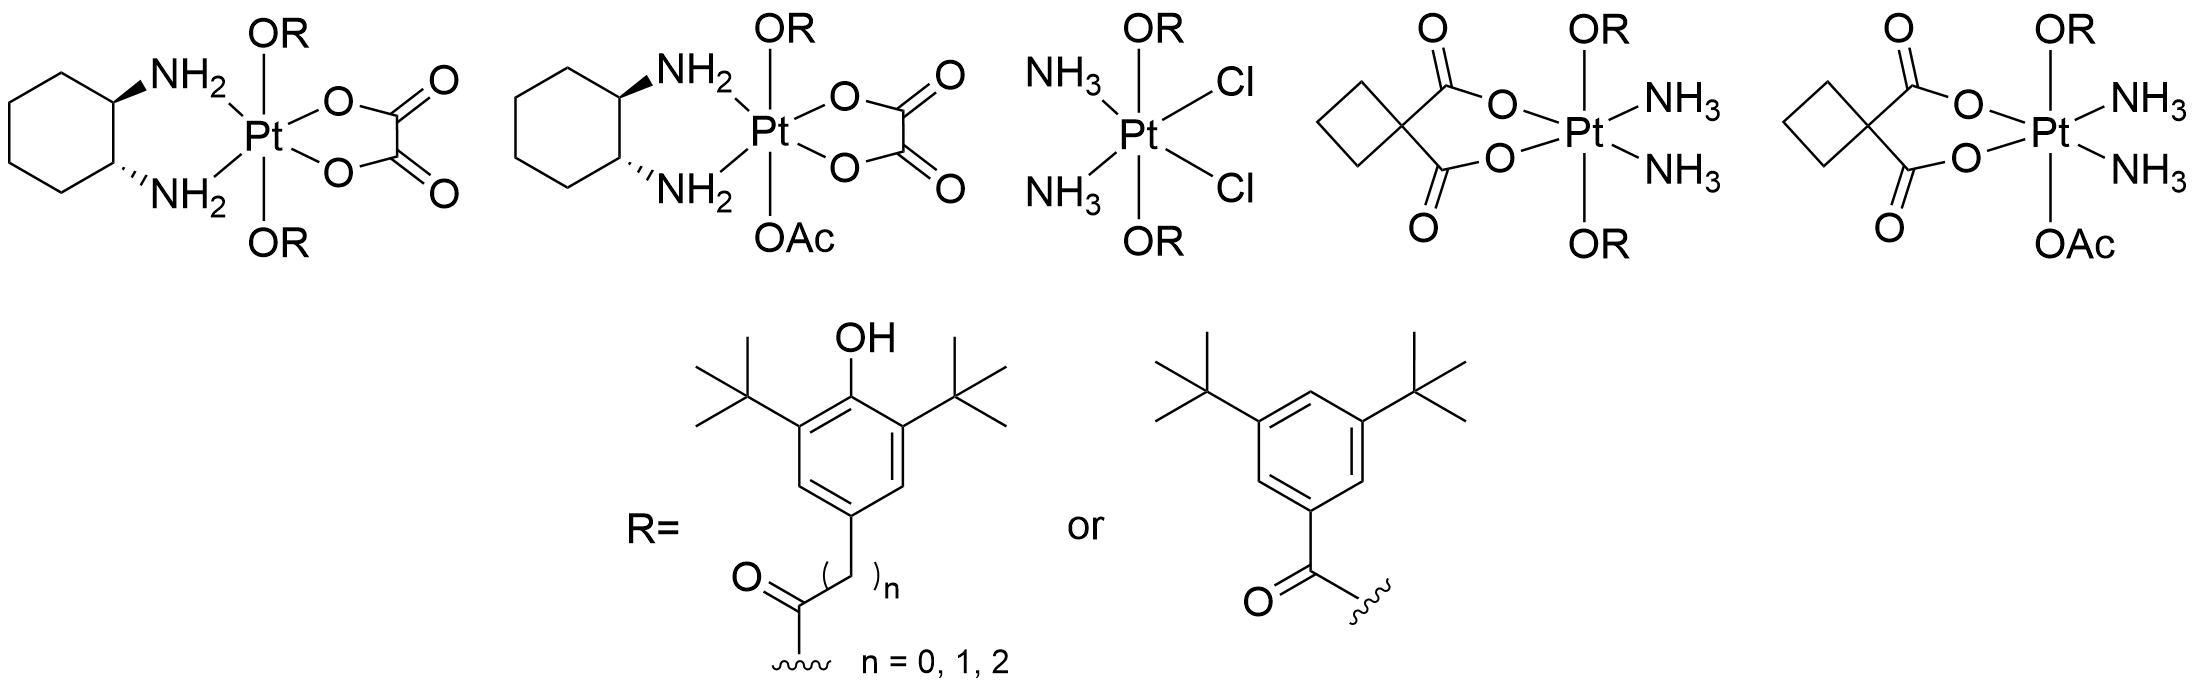 OR
NH2
O
O
Pt
O
O
NH2
OR
OR
NH2
O
O
Pt
O
O
NH2
OAc
OR
NH3
Cl
Pt
NH3
Cl
OR
O
OR
O
NH3
Pt
O
NH3
O
OR
O
OR
O
NH3
Pt
O
NH3
O
OAc
OH
R=
O
( )n
n = 0, 1, 2
or
O